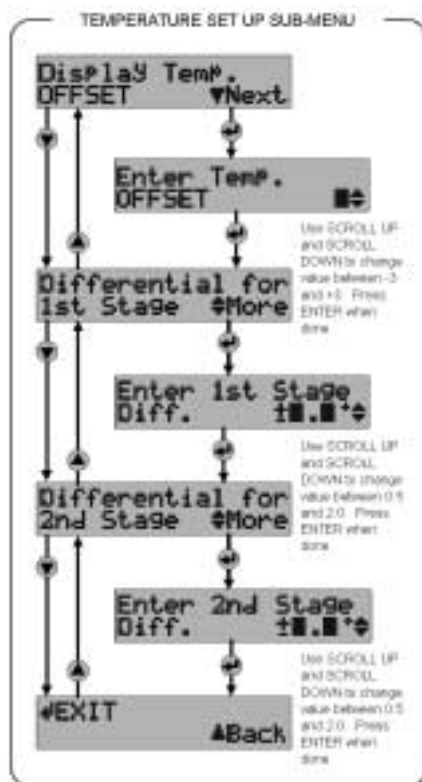 TEMPERATURE SET UP SUB-MENU
Display Temp.
OFFSET ▼Next
Enter Temp.
OFFSET
Use SCROLL UP
and SCROLL
DOWN to change
value between -3
and +3. Press
ENTER when
done
Differential for
1st Stage More
Enter 1st Stage
Diff.
Use SCROLL UP
and SCROLL
DOWN to change
value between 0.5
and 2.0. Press
ENTER when
done
Differential for
2nd Stage More
Enter 2nd Stage
Diff.
Use SCROLL UP
and SCROLL
DOWN to change
value between 0.5
and 2.0. Press
ENTER when
done
EXIT
▲Back